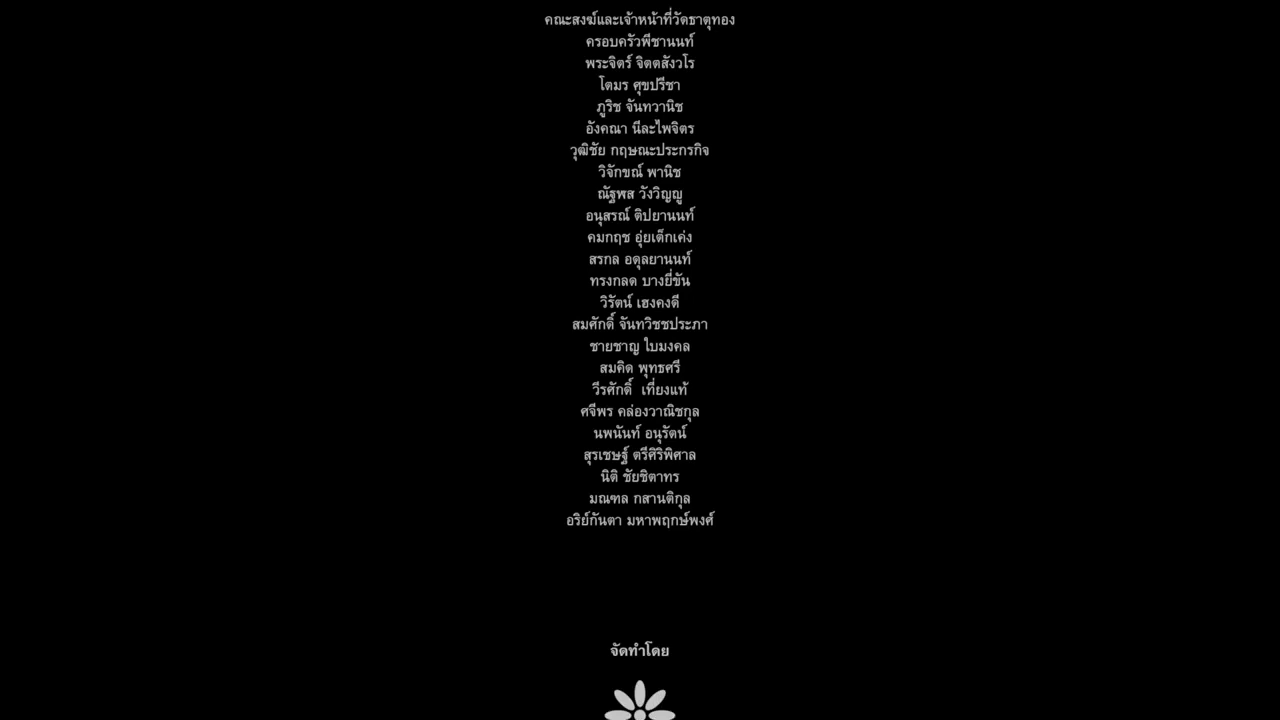 คณะสงฆ์และเจ้าหน้าที่วัดธาตุทอง
ครอบครัวพีชานนท์
พระจิตร์ จิตตสังวโร
โตมร ศุขปรีชา
ภูริช จันทวานิช
อังคณา นีละไพจิตร
วุฒิชัย กฤษณะประกรกิจ
วิจักขณ์ พานิช
ณัฐฬส วังวิญญู
อนุสรณ์ ติปยานนท์
คมกฤช อุ่ยเต็กเค่ง
สรกล อดุลยานนท์
ทรงกลด บางยี่ขัน
วิรัตน์ เฮงคงดี
สมศักดิ์ จันทวิชชประภา
ชายชาญ ใบมงคล
สมคิด พุทธศรี
วีรศักดิ์ เที่ยงแท้
ศจีพร คล่องวาณิชกุล
นพนันท์ อนุรัตน์
สุรเชษฐ์ ตรีศิริพิศาล
นิติ ชัยชิตาทร
มณฑล กสานติกุล
อริย์กันตา มหาพฤกษ์พงศ์
จัดทำโดย